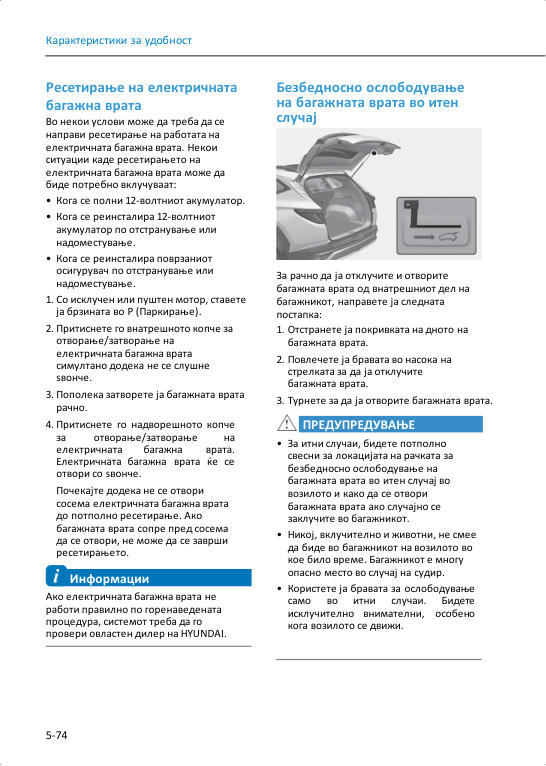 Карактеристики за удобност
Ресетирање на електричната
багажна врата
Во некои услови може да треба да се
направи ресетирање на работата на
електричната багажна врата. Некои
ситуации каде ресетирањето на
електричната багажна врата може да
биде потребно вклучуваат:
• Кога се полни 12-волтниот акумулатор.
• Кога се реинсталира 12-волтниот
акумулатор по отстранување или
надоместување.
• Кога се реинсталира поврзаниот
осигурувач по отстранување или
надоместување.
1. Со исклучен или пуштен мотор, ставете
ја брзината во P (Паркирање).
2. Притиснете го внатрешното копче за
отворање/затворање на
електричната багажна врата
симултано додека не се слушне
ѕвонче.
3. Пополека затворете ја багажната врата
рачно.
4. Притиснете го надворешното копче
за отворање/затворање на
електричната багажна врата.
Електричната багажна врата ќе се
отвори со ѕвонче.
Почекајте додека не се отвори
сосема електричната багажна врата
до потполно ресетирање. Ако
багажната врата сопре пред сосема
да се отвори, не може да се заврши
ресетирањето.
i Информации
Ако електричната багажна врата не
работи правилно по горенаведената
процедура, системот треба да го
провери овластен дилер на HYUNDAI.
Безбедносно ослободување
на багажната врата во итен
случај
За рачно да ја отклучите и отворите
багажната врата од внатрешниот дел на
багажникот, направете ја следната
постапка:
1. Отстранете ја покривката на дното на
багажната врата.
2. Повлечете ја бравата во насока на
стрелката за да ја отклучите
багажната врата.
3. Турнете за да ја отворите багажната врата.
ПРЕДУПРЕДУВАЊЕ
• За итни случаи, бидете потполно
свесни за локацијата на рачката за
безбедносно ослободување на
багажната врата во итен случај во
возилото и како да се отвори
багажната врата ако случајно се
заклучите во багажникот.
• Никој, вклучително и животни, не смее
да биде во багажникот на возилото во
кое било време. Багажникот е многу
опасно место во случај на судир.
• Користете ја бравата за ослободување
само во итни случаи. Бидете
исклучително внимателни, особено
кога возилото се движи.
5-74